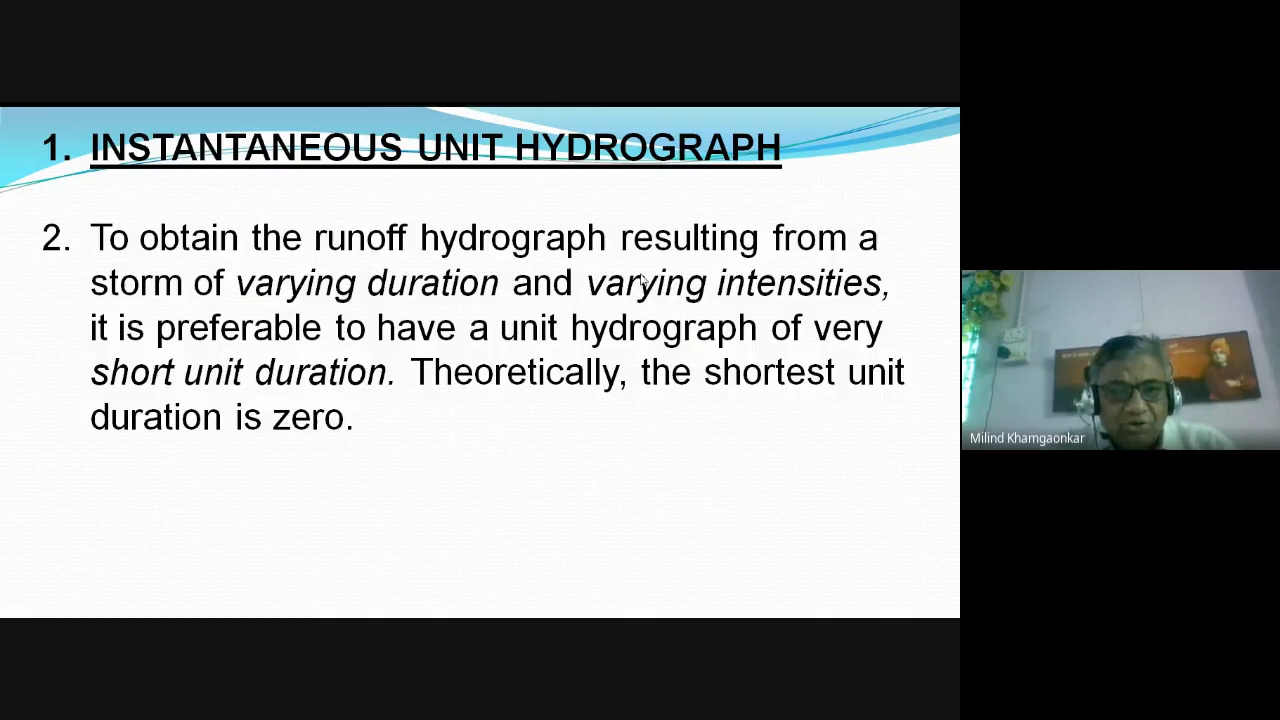 1. INSTANTANEOUS UNIT HYDROGRAPH
2. To obtain the runoff hydrograph resulting from a
storm of varying duration and varying intensities,
it is preferable to have a unit hydrograph of very
short unit duration. Theoretically, the shortest unit
duration is zero.
Milind Khamgaonkar